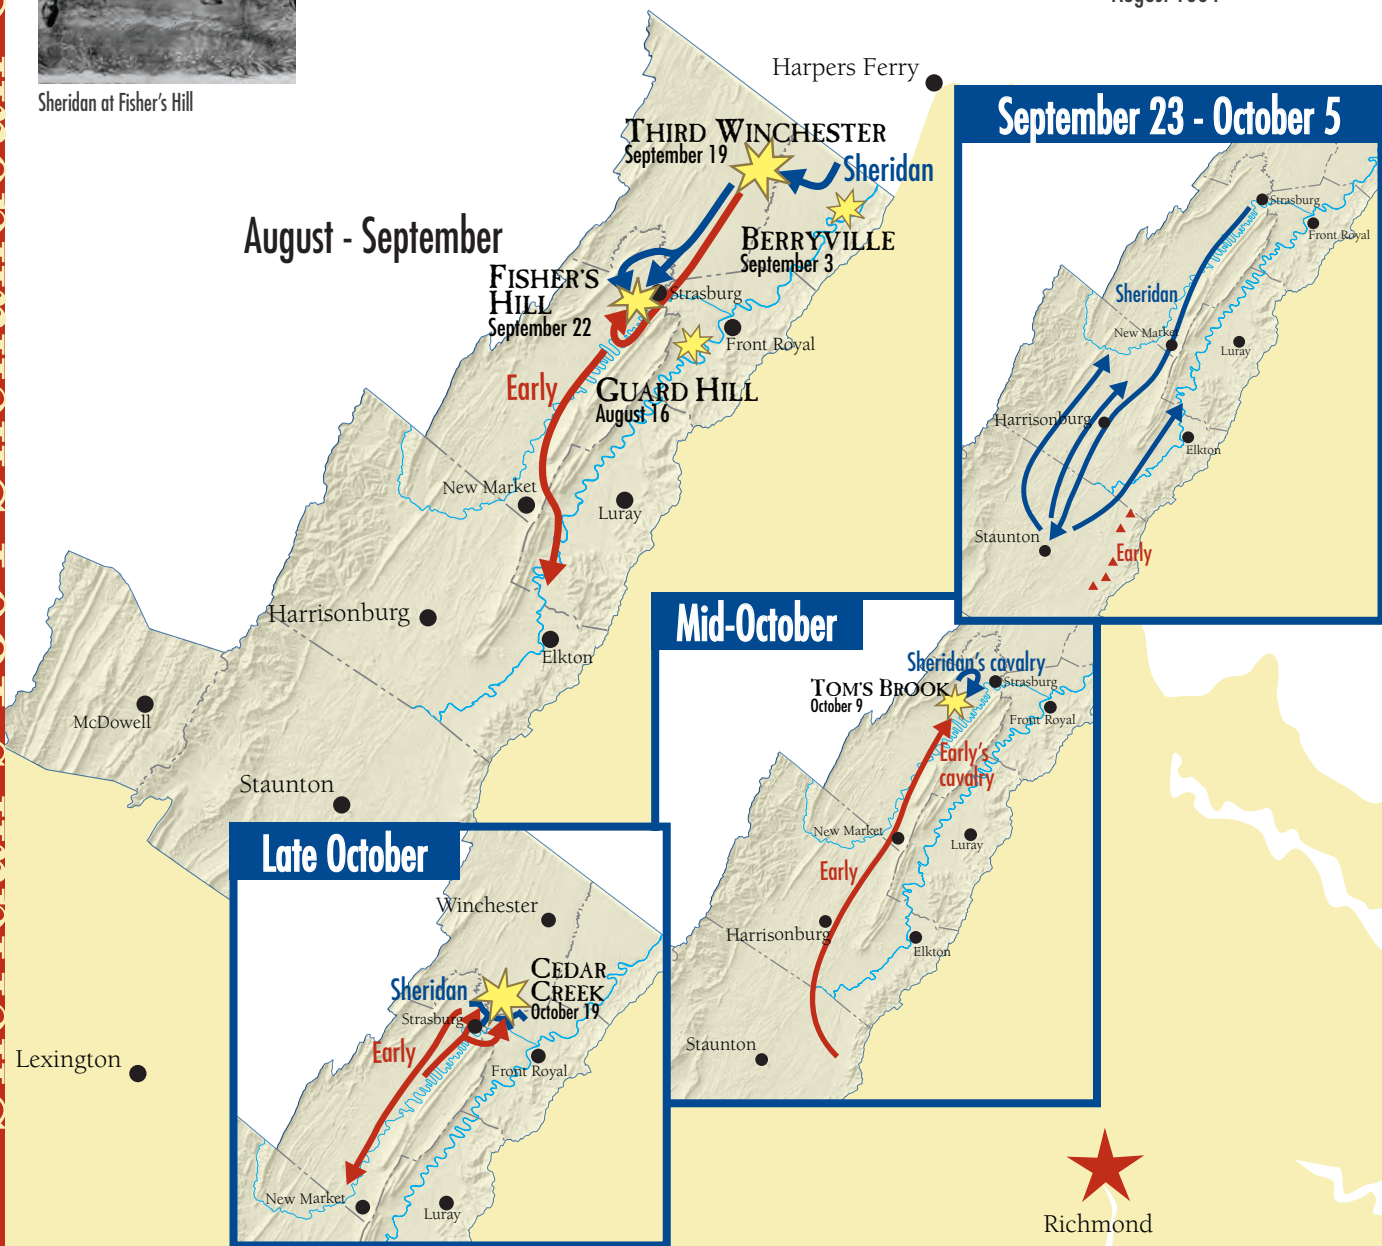 Sheridan at Fisher's Hill
Harpers Ferry
THIRD WINCHESTER
September 19
Sheridan
August - September
BERRYVILLE
September 3
FISHER'S
HILL
September 22
Strasburg
Front Royal
Early
GUARD HILL
August 16
New Market
Luray
Harrisonburg
Elkton
McDowell
Staunton
Lexington
Richmond
September 23 - October 5
Strasburg
Front Royal
Sheridan
New Market
Luray
Harrisonburg
Elkton
Staunton
Early
Mid-October
Sheridan's cavalry
TOM'S BROOK
October 9
Strasburg
Front Royal
Early's
cavalry
New Market
Luray
Early
Harrisonburg
Elkton
Staunton
Late October
Winchester
CEDAR
CREEK
October 19
Sheridan
Strasburg
Early
Front Royal
New Market
Luray